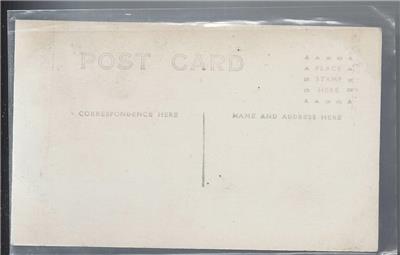 POST CARD
PLACE
STAMP
HERE
CORRESPONDENCE HERE
NAME AND ADDRESS HERE